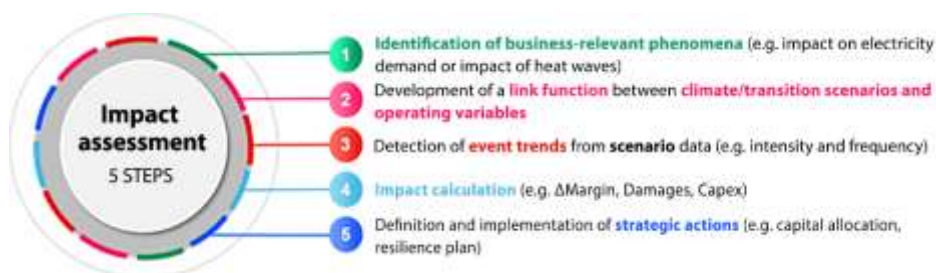 Impact
assessment
5 STEPS
1
Identification of business-relevant phenomena (e.g. impact on electricity
demand or impact of heat waves)
2
Development of a link function between climate/transition scenarios and
operating variables
3
Detection of event trends from scenario data (e.g. intensity and frequency)
4
Impact calculation (e.g. ΔMargin, Damages, Capex)
5
Definition and implementation of strategic actions (e.g. capital allocation,
resilience plan)